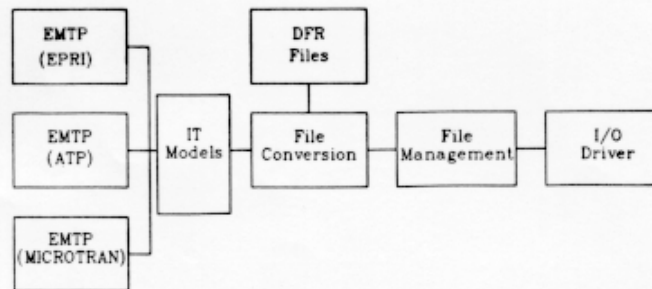 EMTP
(EPRI)
DFR
Files
EMTP
(ATP)
IT
Models
File
Conversion
File
Management
I/O
Driver
EMTP
(MICROTRAN)